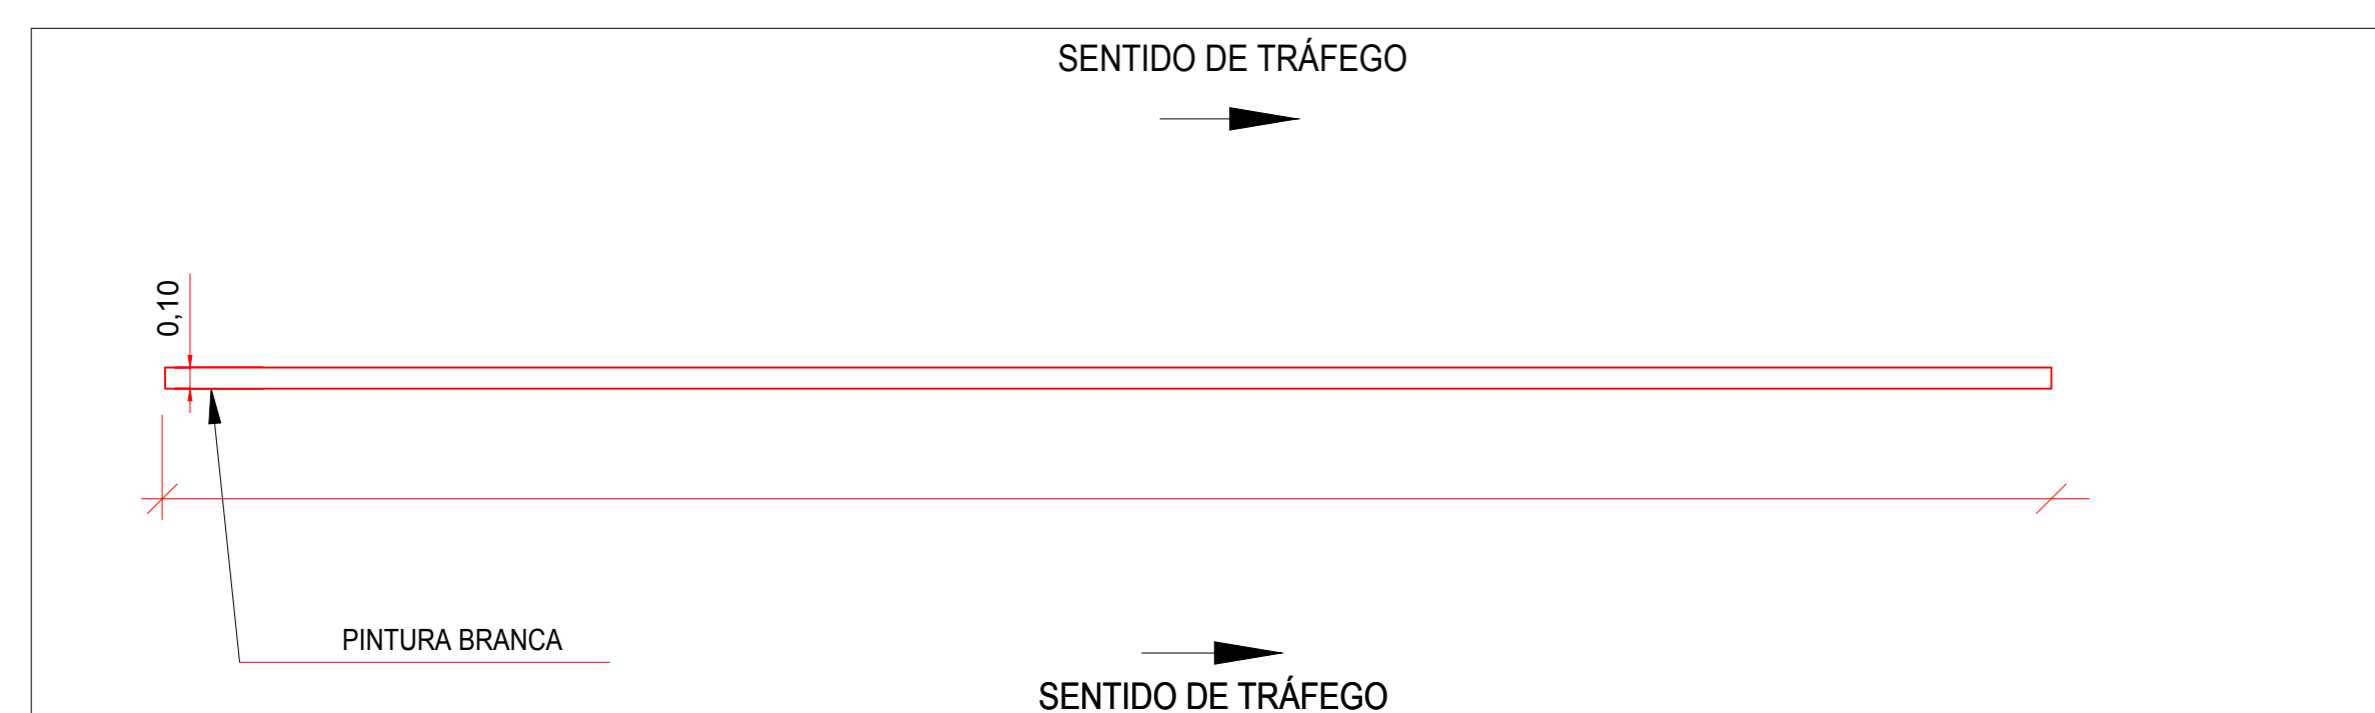 SENTIDO DE TRÁFEGO
0,10
PINTURA BRANCA
SENTIDO DE TRÁFEGO